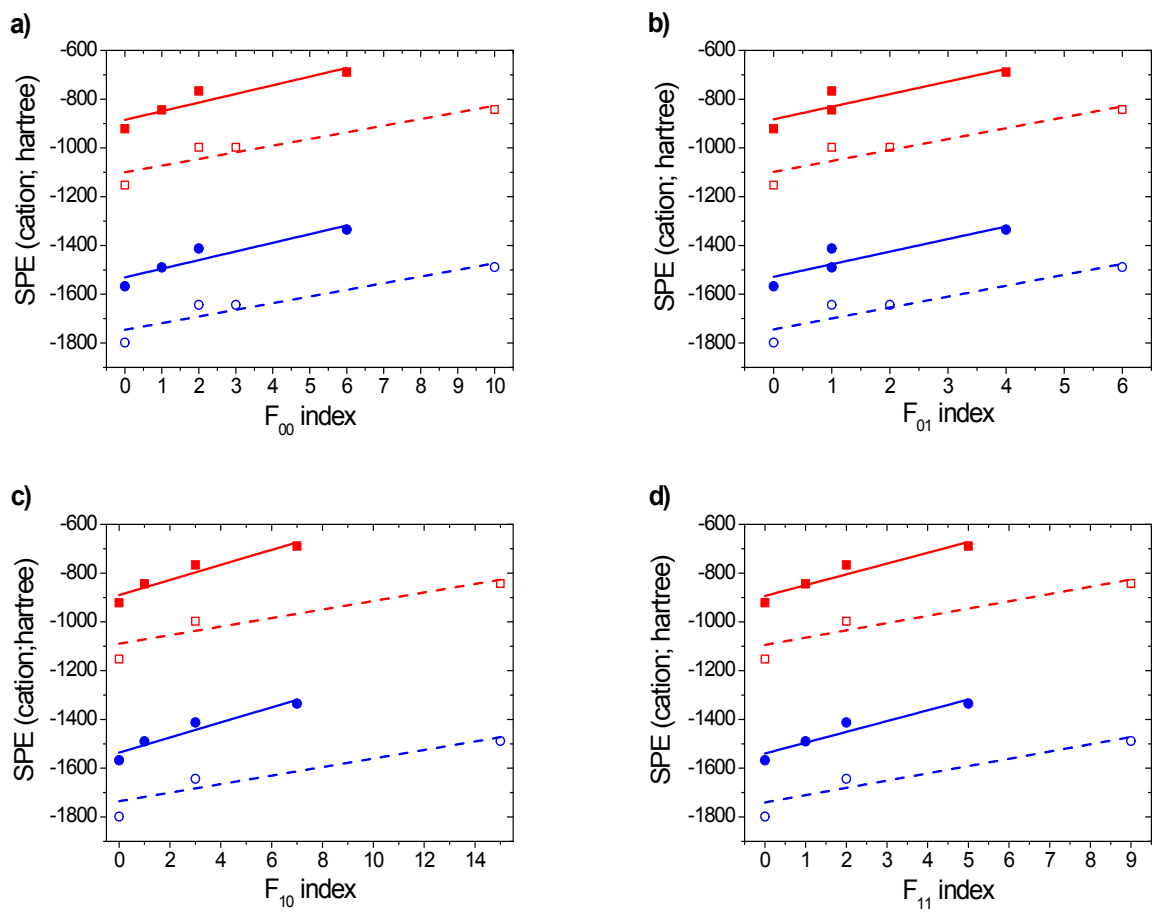 a)
SPE (cation; hartree)
-600
-800
-1000
-1200
-1400
-1600
-1800
0 1 2 3 4 5 6 7 8 9 10
F00 index
b)
SPE (cation; hartree)
-600
-800
-1000
-1200
-1400
-1600
-1800
0 1 2 3 4 5 6
F01 index
c)
SPE (cation;hartree)
-600
-800
-1000
-1200
-1400
-1600
-1800
0 2 4 6 8 10 12 14
F10 index
d)
SPE (cation; hartree)
-600
-800
-1000
-1200
-1400
-1600
-1800
0 1 2 3 4 5 6 7 8 9
F11 index